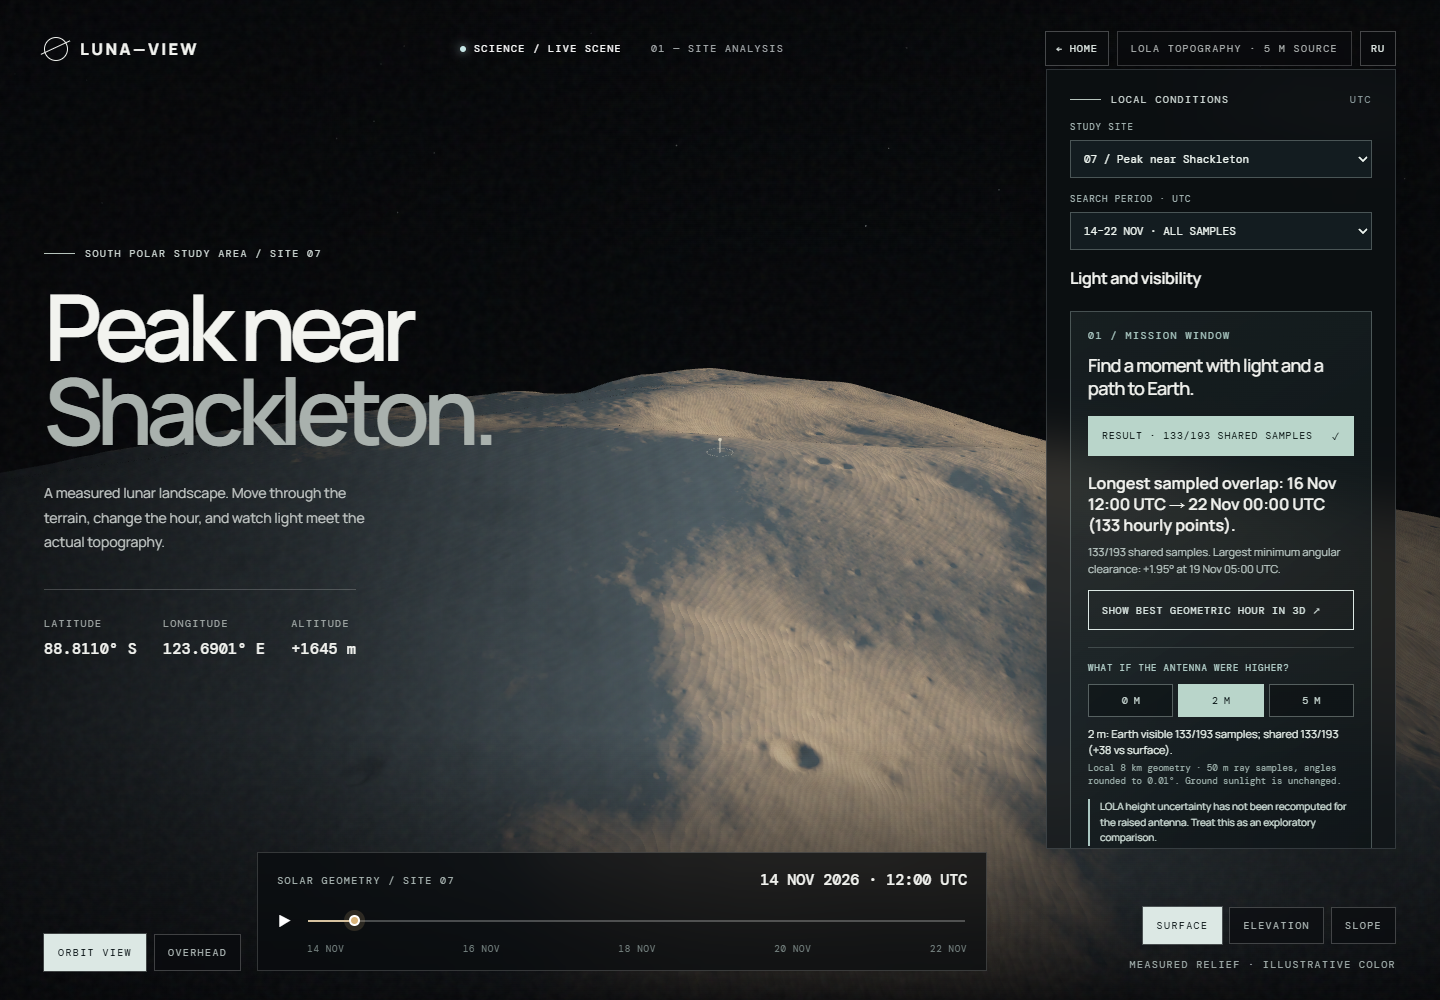 LUNA—VIEW
SCIENCE / LIVE SCENE
01 — SITE ANALYSIS
← HOME
LOLA TOPOGRAPHY · 5 M SOURCE
RU
SOUTH POLAR STUDY AREA / SITE 07
Peak near
Shackleton.
A measured lunar landscape. Move through the
terrain, change the hour, and watch light meet the
actual topography.
LATITUDE
88.8110° S
LONGITUDE
123.6901° E
ALTITUDE
+1645 m
LOCAL CONDITIONS
UTC
STUDY SITE
07 / Peak near Shackleton
SEARCH PERIOD · UTC
14–22 NOV · ALL SAMPLES
Light and visibility
01 / MISSION WINDOW
Find a moment with light and a
path to Earth.
RESULT · 133/193 SHARED SAMPLES ✓
Longest sampled overlap: 16 Nov
12:00 UTC → 22 Nov 00:00 UTC
(133 hourly points).
133/193 shared samples. Largest minimum angular
clearance: +1.95° at 19 Nov 05:00 UTC.
SHOW BEST GEOMETRIC HOUR IN 3D ↗
WHAT IF THE ANTENNA WERE HIGHER?
0 M
2 M
5 M
2 m: Earth visible 133/193 samples; shared 133/193
(+38 vs surface).
Local 8 km geometry · 50 m ray samples, angles
rounded to 0.01°. Ground sunlight is unchanged.
LOLA height uncertainty has not been recomputed for
the raised antenna. Treat this as an exploratory
comparison.
SOLAR GEOMETRY / SITE 07
14 NOV 2026 · 12:00 UTC
14 NOV
16 NOV
18 NOV
20 NOV
22 NOV
ORBIT VIEW
OVERHEAD
SURFACE
ELEVATION
SLOPE
MEASURED RELIEF · ILLUSTRATIVE COLOR